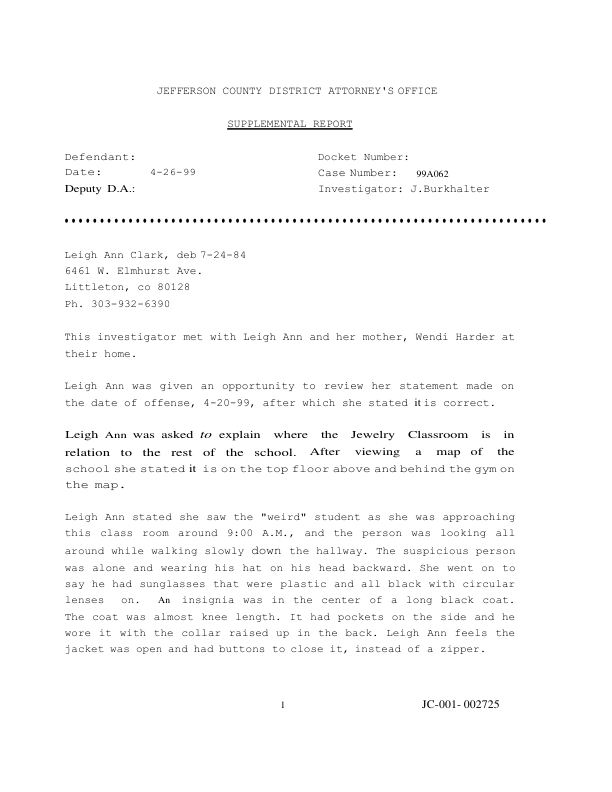 JEFFERSON COUNTY DISTRICT ATTORNEY'S OFFICE
SUPPLEMENTAL REPORT
Defendant: Docket Number:
Date: 4-26-99 Case Number: 99A062
Deputy D.A.: Investigator: J.Burkhalter
Leigh Ann Clark, deb 7-24-84
6461 W. Elmhurst Ave.
Littleton, co 80128
Ph. 303-932-6390
This investigator met with Leigh Ann and her mother, Wendi Harder at
their home.
Leigh Ann was given an opportunity to review her statement made on
the date of offense, 4-20-99, after which she stated it is correct.
Leigh Ann was asked to explain where the Jewelry Classroom is in
relation to the rest of the school. After viewing a map of the
school she stated it is on the top floor above and behind the gym on
the map.
Leigh Ann stated she saw the "weird" student as she was approaching
this class room around 9:00 A.M., and the person was looking all
around while walking slowly down the hallway. The suspicious person
was alone and wearing his hat on his head backward. She went on to
say he had sunglasses that were plastic and all black with circular
lenses on. An insignia was in the center of a long black coat.
The coat was almost knee length. It had pockets on the side and he
wore it with the collar raised up in the back. Leigh Ann feels the
jacket was open and had buttons to close it, instead of a zipper.
1 JC-001- 002725